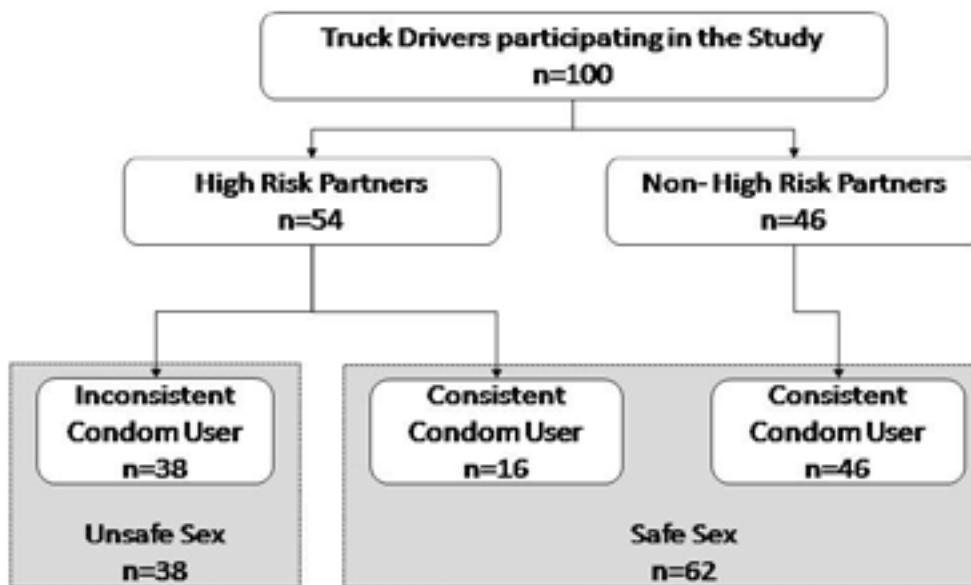 Truck Drivers participating in the Study
n=100
High Risk Partners
n=54
Non- High Risk Partners
n=46
Inconsistent
Condom User
n=38
Consistent
Condom User
n=16
Consistent
Condom User
n=46
Unsafe Sex
n=38
Safe Sex
n=62